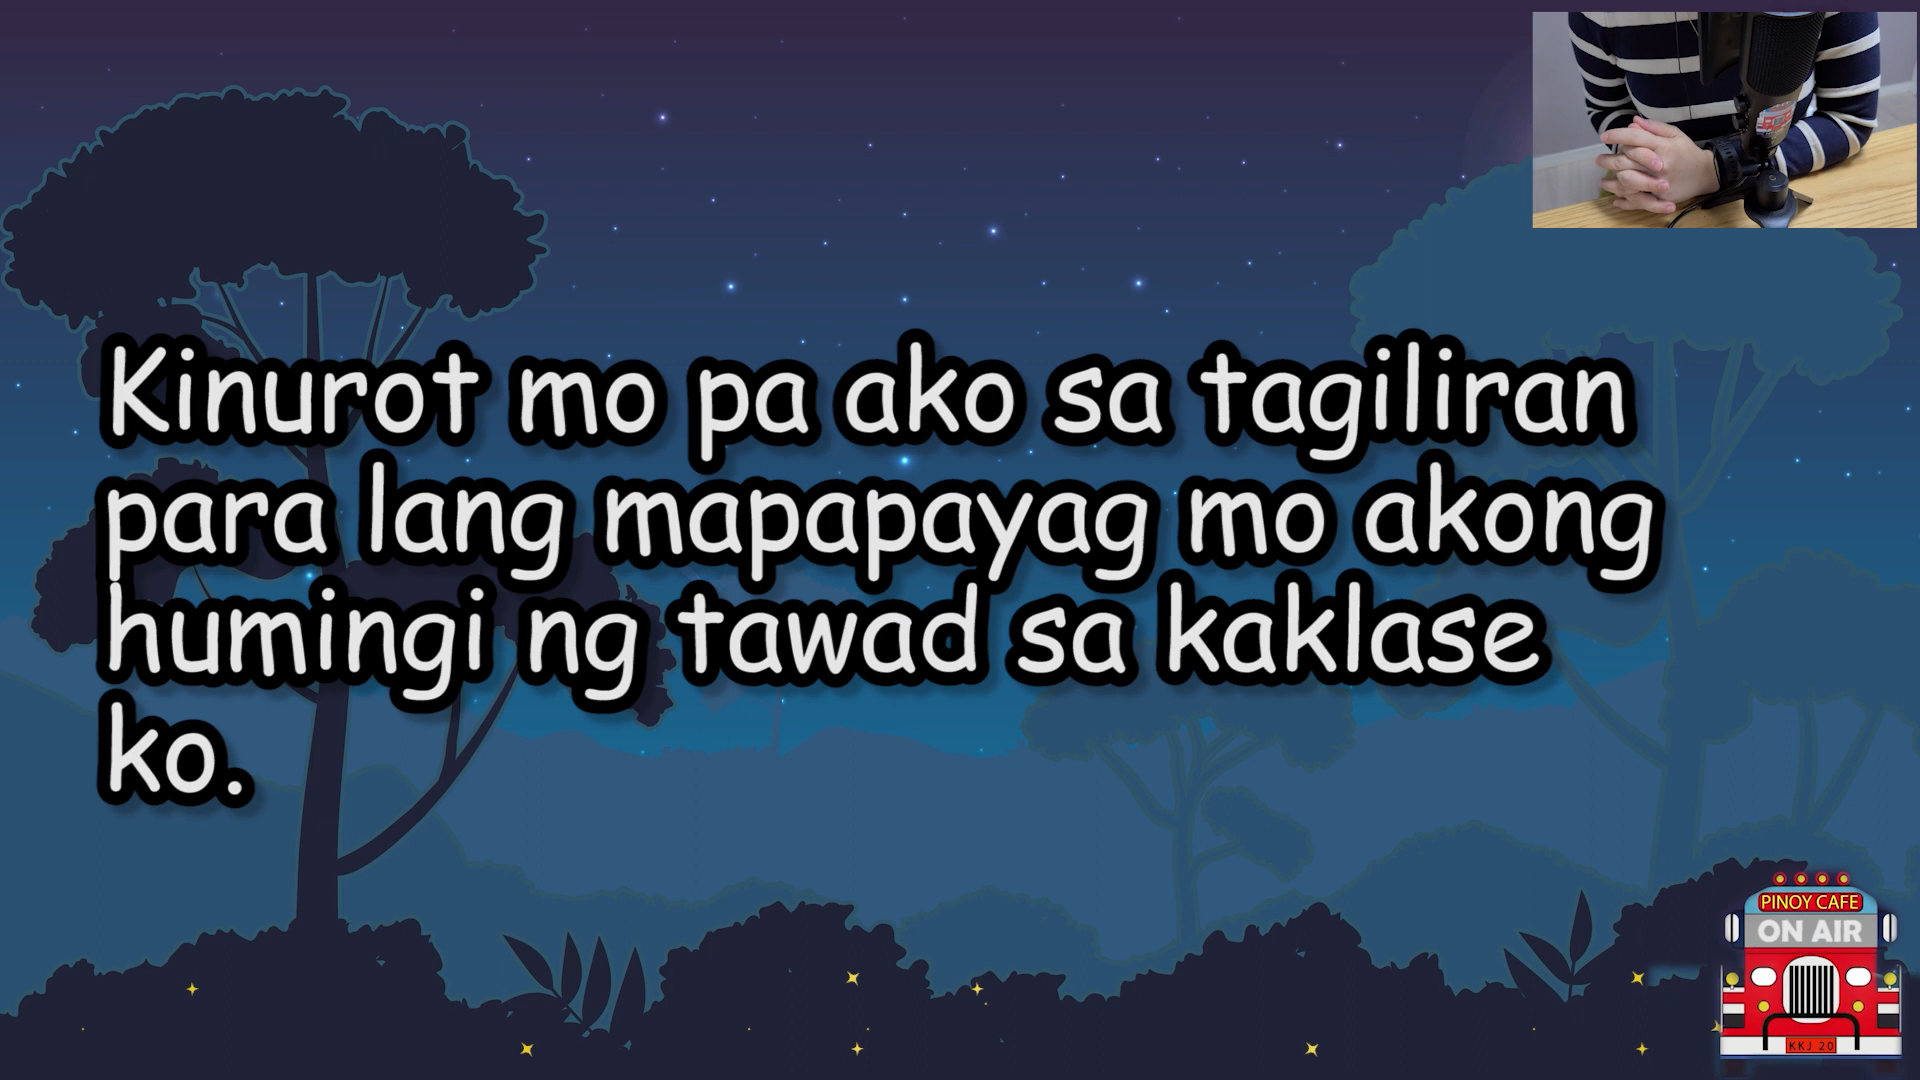 Kinurot mo pa ako sa tagiliran
para lang mapapayag mo akong
humingi ng tawad sa kaklase
ko.
PINOY CAFE
ON AIR
KKJ 20